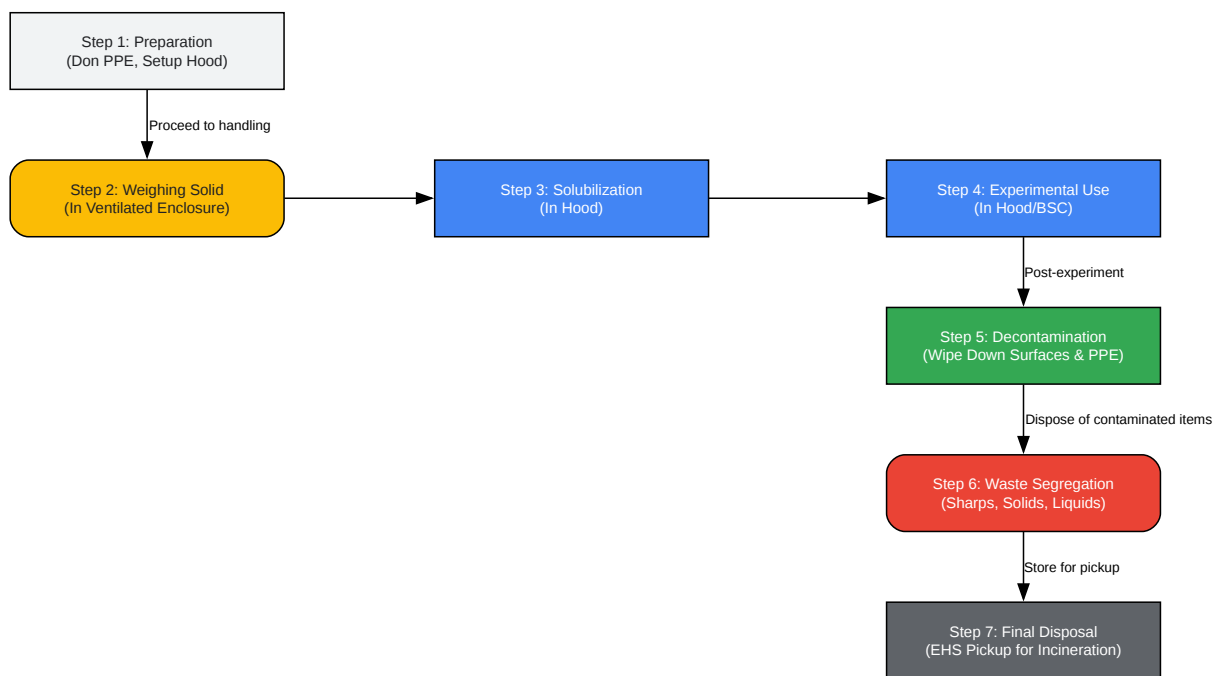 Step 1: Preparation
(Don PPE, Setup Hood)
Proceed to handling
Step 2: Weighing Solid
(In Ventilated Enclosure)
Step 3: Solubilization
(In Hood)
Step 4: Experimental Use
(In Hood/BSC)
Post-experiment
Step 5: Decontamination
(Wipe Down Surfaces & PPE)
Dispose of contaminated items
Step 6: Waste Segregation
(Sharps, Solids, Liquids)
Store for pickup
Step 7: Final Disposal
(EHS Pickup for Incineration)